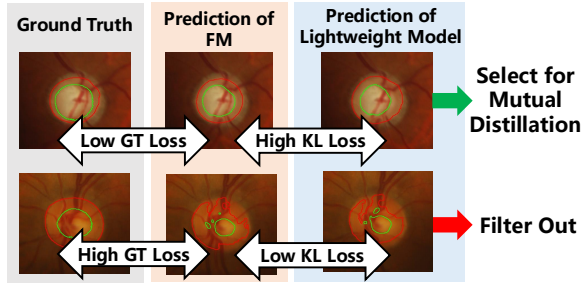 Ground Truth
Prediction of
FM
Prediction of
Lightweight Model
Low GT Loss
High KL Loss
Select for
Mutual
Distillation
High GT Loss
Low KL Loss
Filter Out